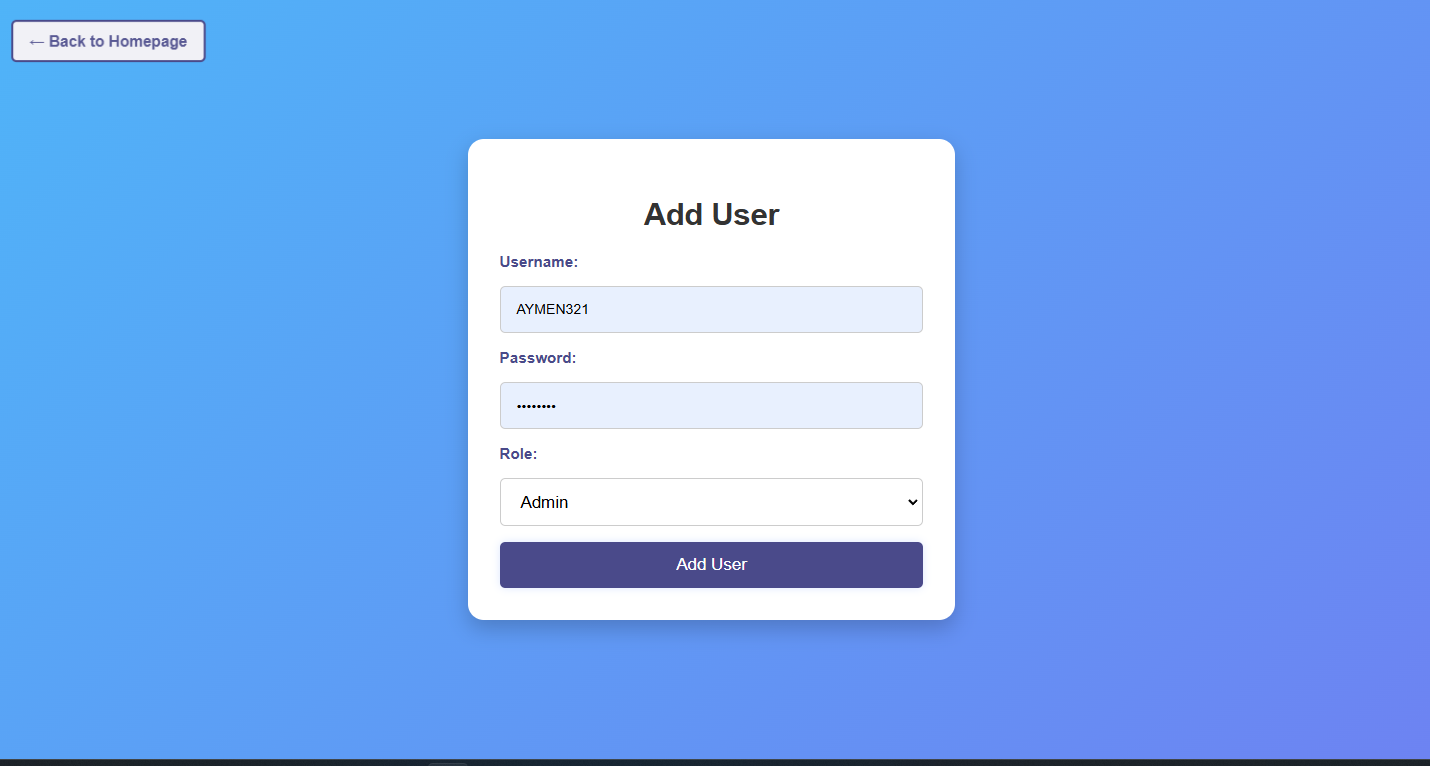 ← Back to Homepage
Add User
Username:
AYMEN321
Password:
••••••••
Role:
Admin
Add User